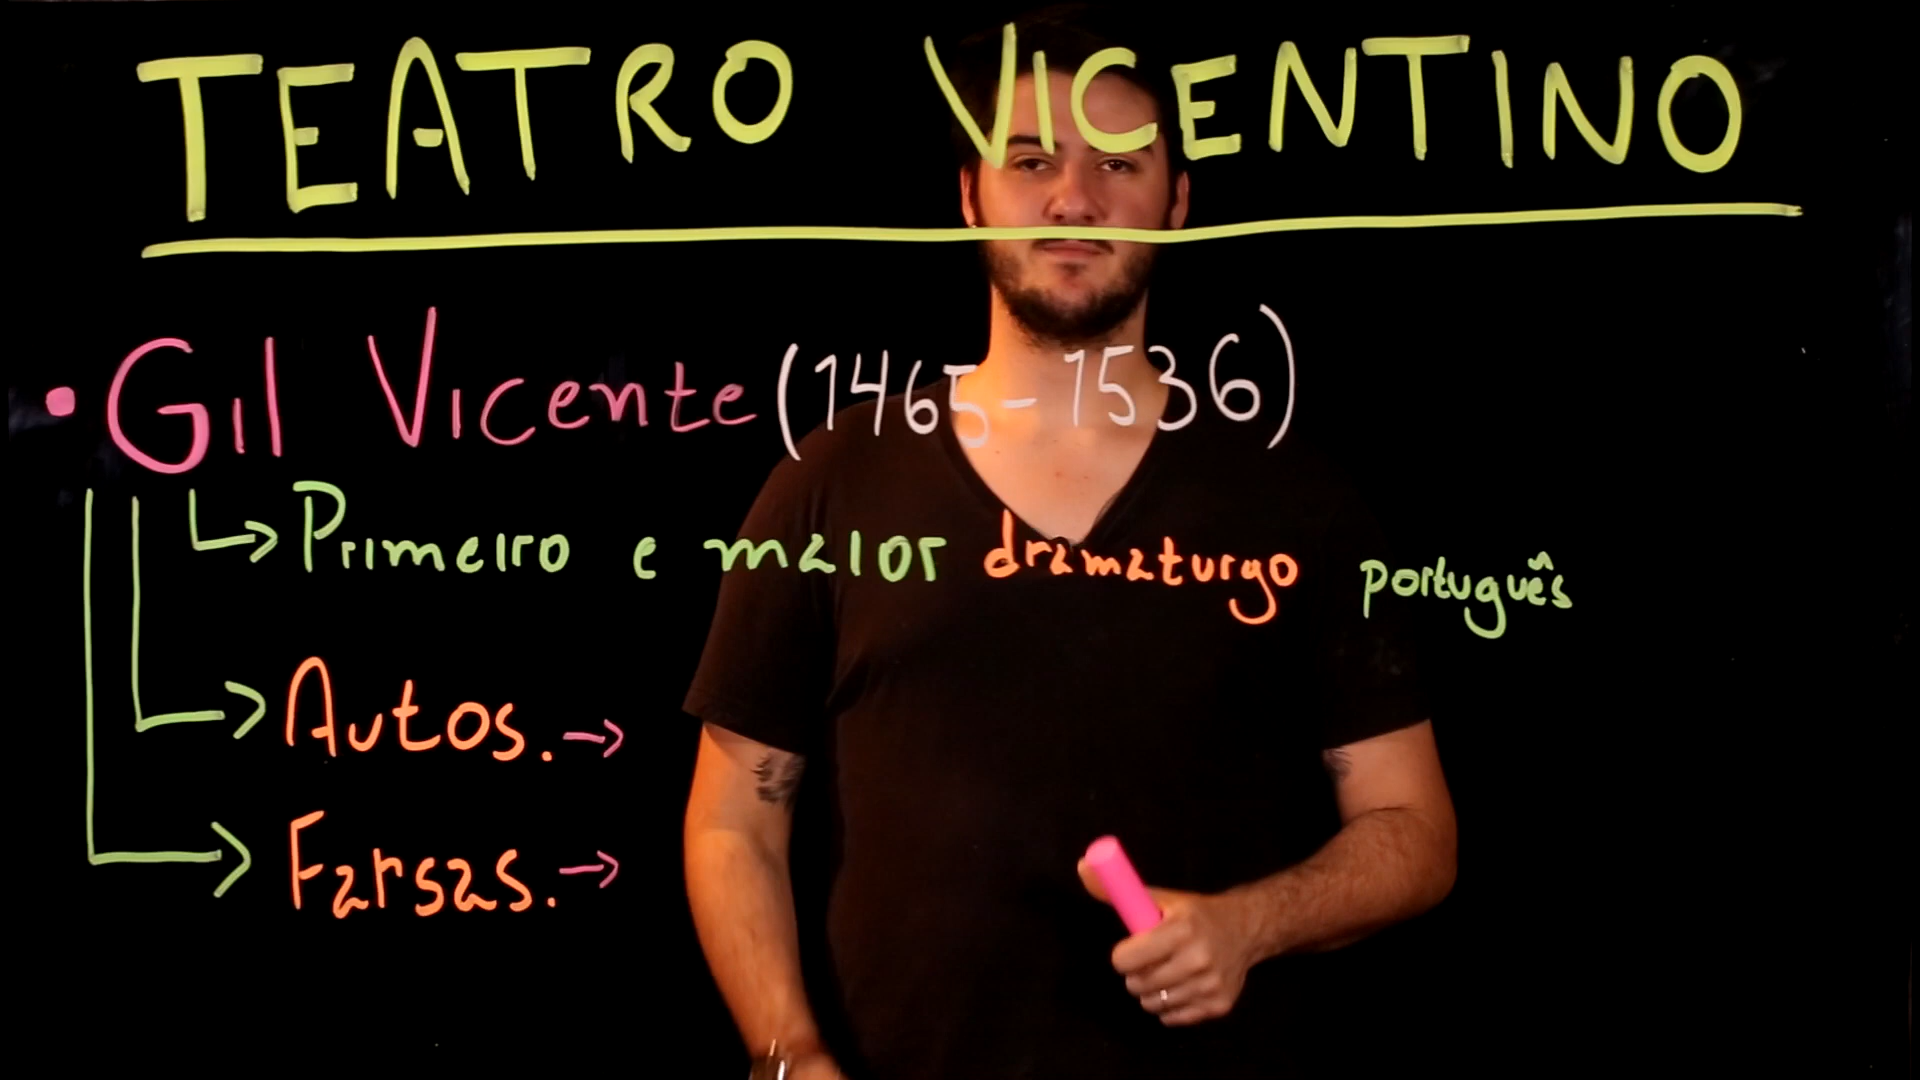 TEATRO VICENTINO
• Gil Vicente (1465-1536)
↳ Primeiro e maior dramaturgo português
↳ Autos. →
↳ Farsas. →